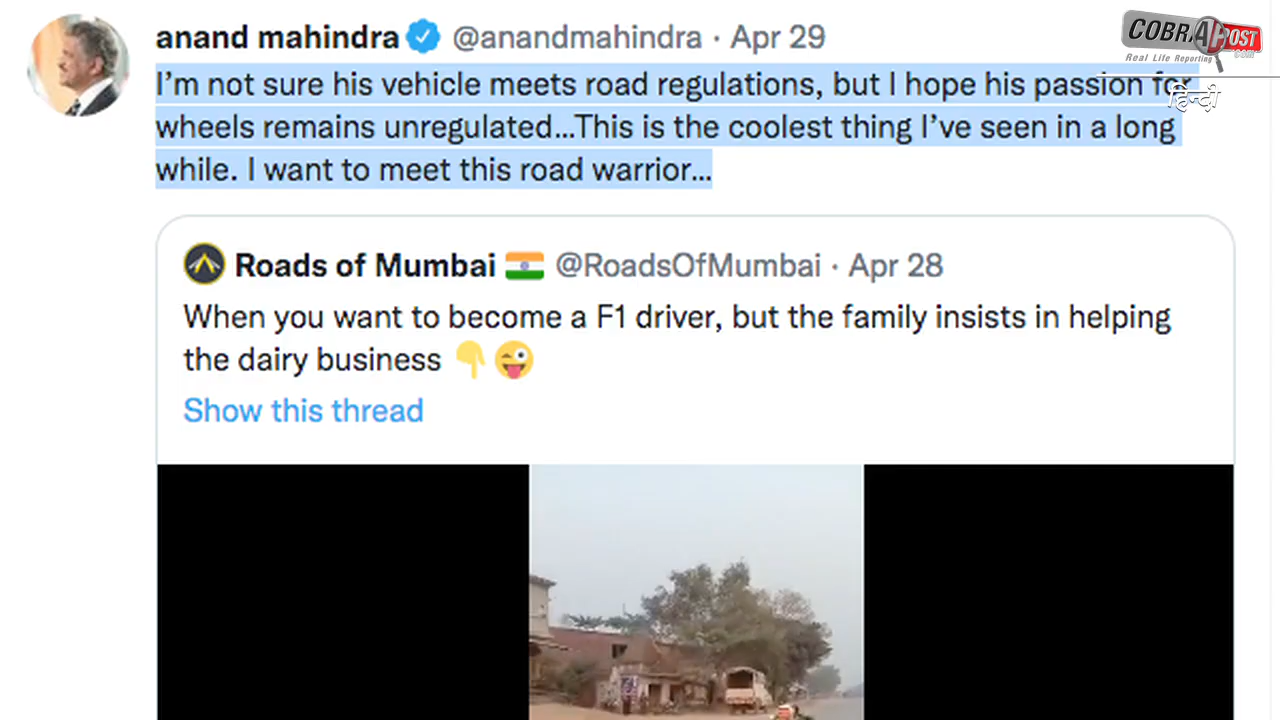 anand mahindra @anandmahindra · Apr 29
I'm not sure his vehicle meets road regulations, but I hope his passion for
wheels remains unregulated...This is the coolest thing I've seen in a long
while. I want to meet this road warrior...
Roads of Mumbai 🇮🇳 @RoadsOfMumbai · Apr 28
When you want to become a F1 driver, but the family insists in helping
the dairy business 👇😜
Show this thread
COBRAPOST
.com
Real Life Reporting
हिन्दी